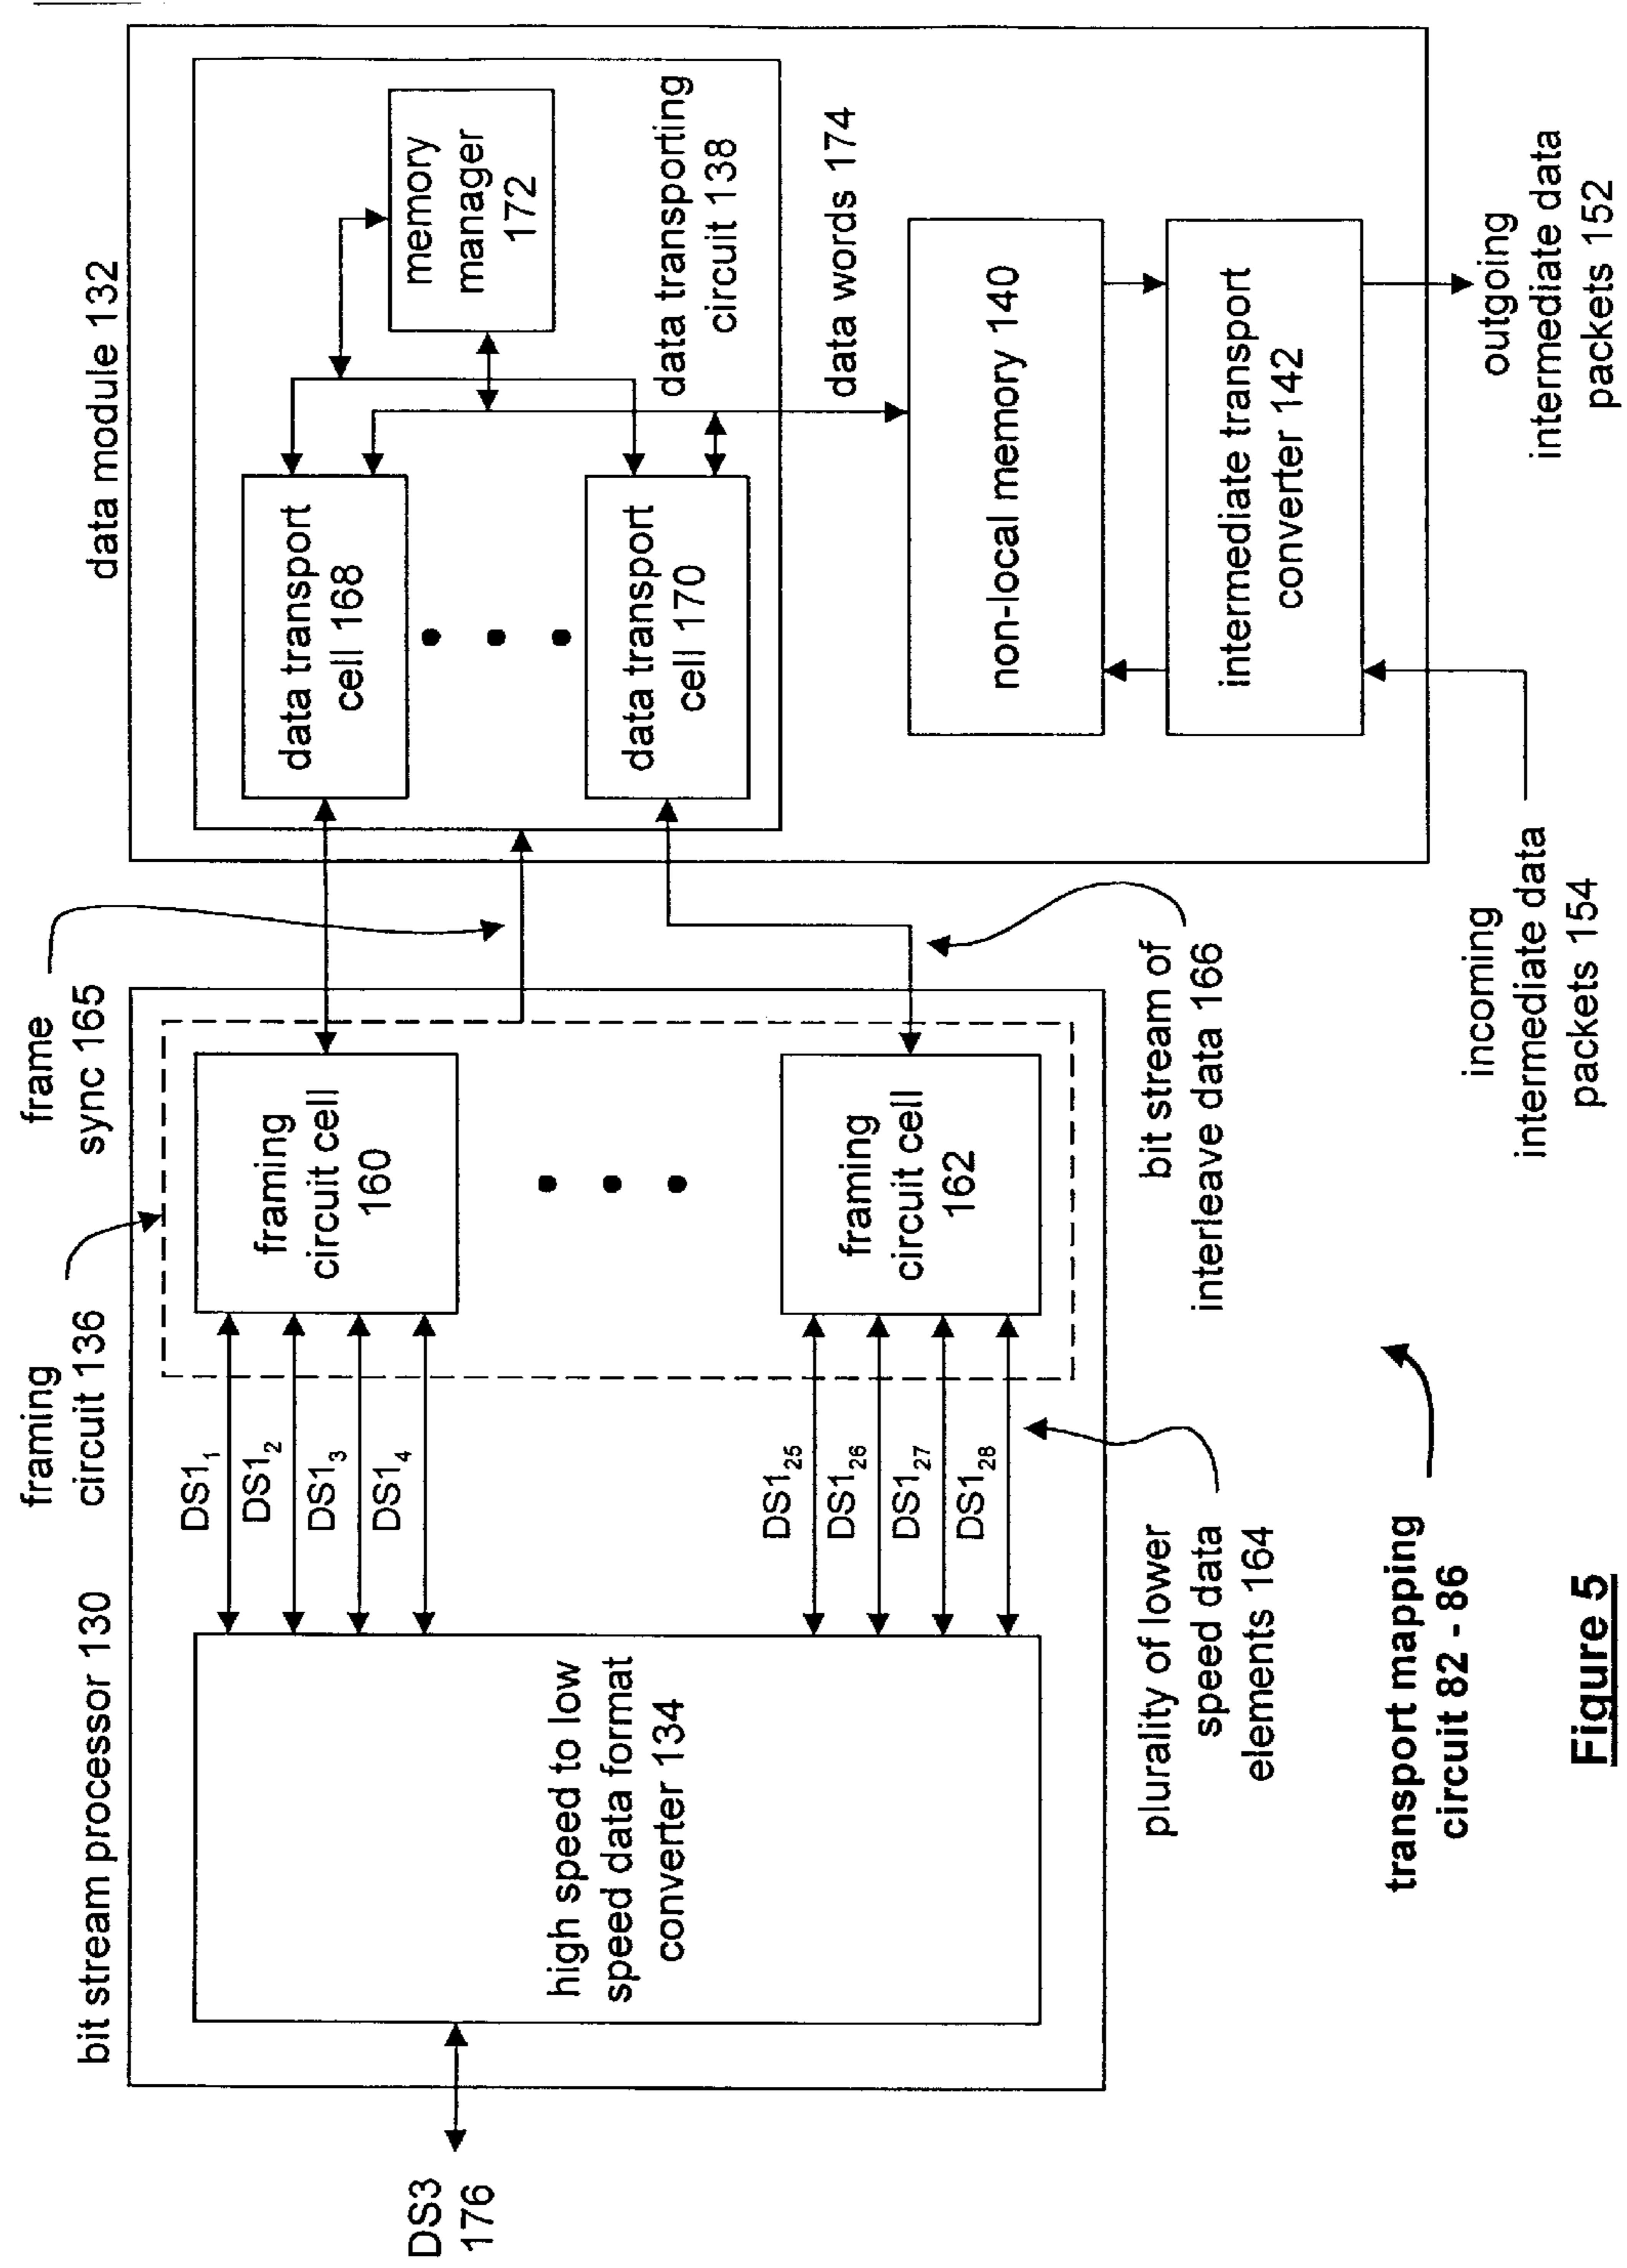 bit stream processor 130
DS3
176
high speed to low
speed data format
converter 134
DS1₁
DS1₂
DS1₃
DS1₄
DS1₂₅
DS1₂₆
DS1₂₇
DS1₂₈
plurality of lower
speed data
elements 164
framing
circuit 136
framing
circuit cell
160
framing
circuit cell
162
frame
sync 165
bit stream of
interleave data 166
data module 132
data transport
cell 168
data transport
cell 170
memory
manager
172
data transporting
circuit 138
data words 174
non-local memory 140
intermediate transport
converter 142
incoming
intermediate data
packets 154
outgoing
intermediate data
packets 152
transport mapping
circuit 82 - 86
Figure 5